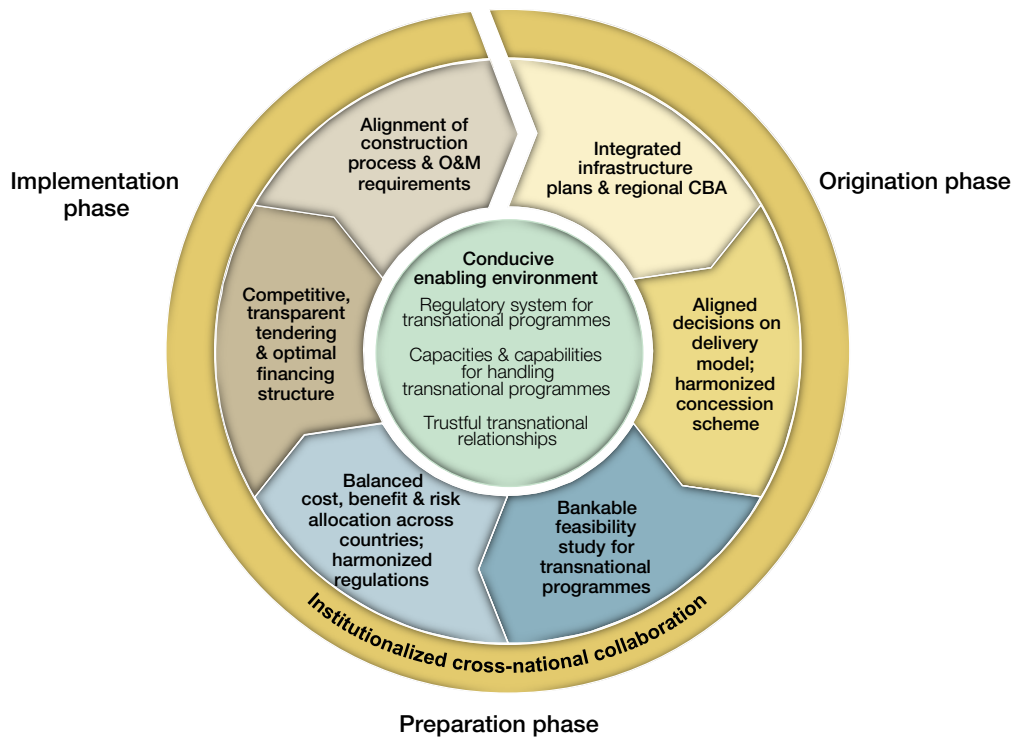 Implementation
phase
Origination phase
Preparation phase
Integrated
infrastructure
plans & regional CBA
Aligned
decisions on
delivery
model;
harmonized
concession
scheme
Bankable
feasibility
study for
transnational
programmes
Balanced
cost, benefit & risk
allocation across
countries;
harmonized
regulations
Competitive,
transparent
tendering
& optimal
financing
structure
Alignment of
construction
process & O&M
requirements
Conducive
enabling environment
Regulatory system for
transnational programmes
Capacities & capabilities
for handling
transnational programmes
Trustful transnational
relationships
Institutionalized cross-national collaboration